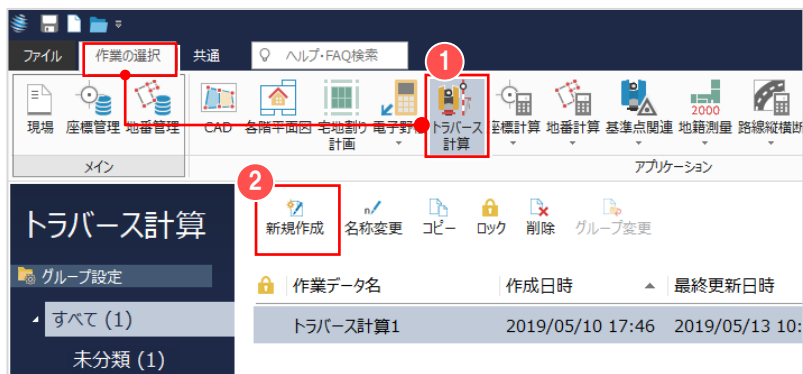 ファイル 作業の選択 共通 ヘルプ・FAQ検索
1
現場 座標管理 地番管理 CAD 各階平面図 宅地割り 電子野 トラバース 座標計算 地番計算 基準点関連 地籍測量 路線縦横断
2000
計画 計算
メイン アプリケーション
2
トラバース計算
新規作成 名称変更 コピー ロック 削除 グループ変更
グループ設定
作業データ名 作成日時 最終更新日時
すべて (1)
トラバース計算1 2019/05/10 17:46 2019/05/13 10:
未分類 (1)